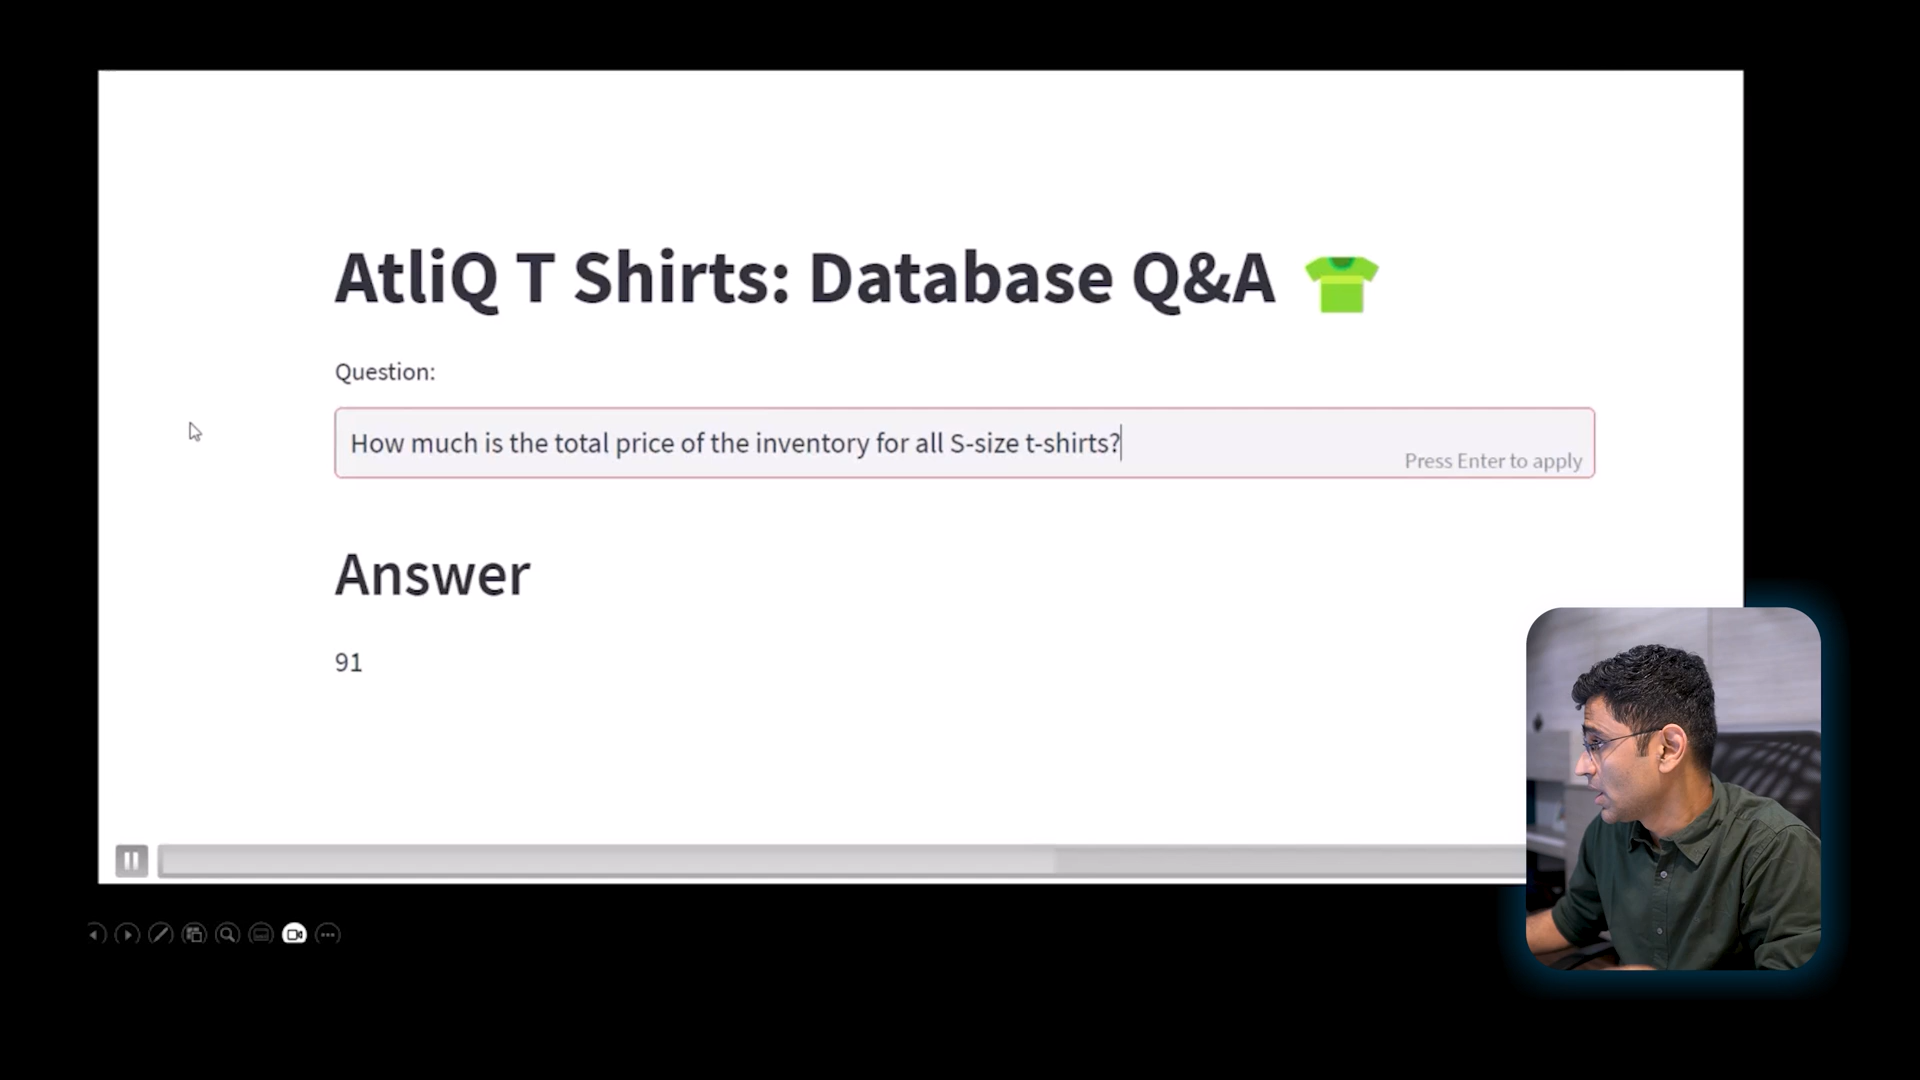 AtliQ T Shirts: Database Q&A
Question:
How much is the total price of the inventory for all S-size t-shirts?
Press Enter to apply
Answer
91